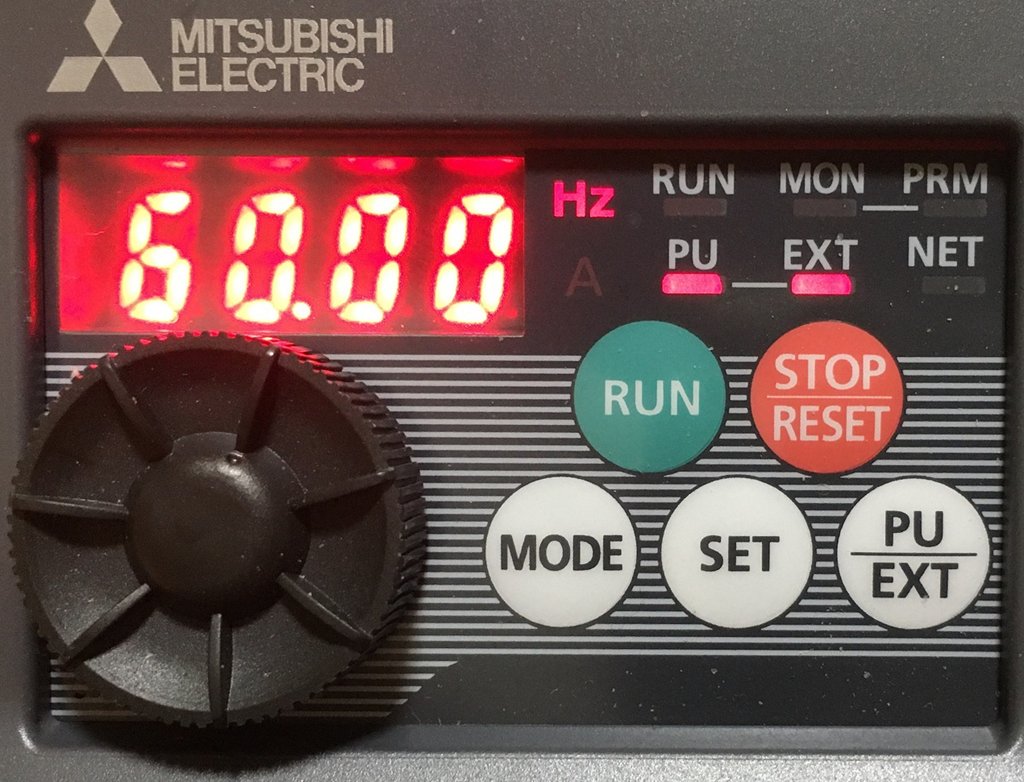 MITSUBISHI
ELECTRIC
60.00 Hz
A
RUN MON PRM
PU EXT NET
RUN
STOP
RESET
MODE
SET
PU
EXT